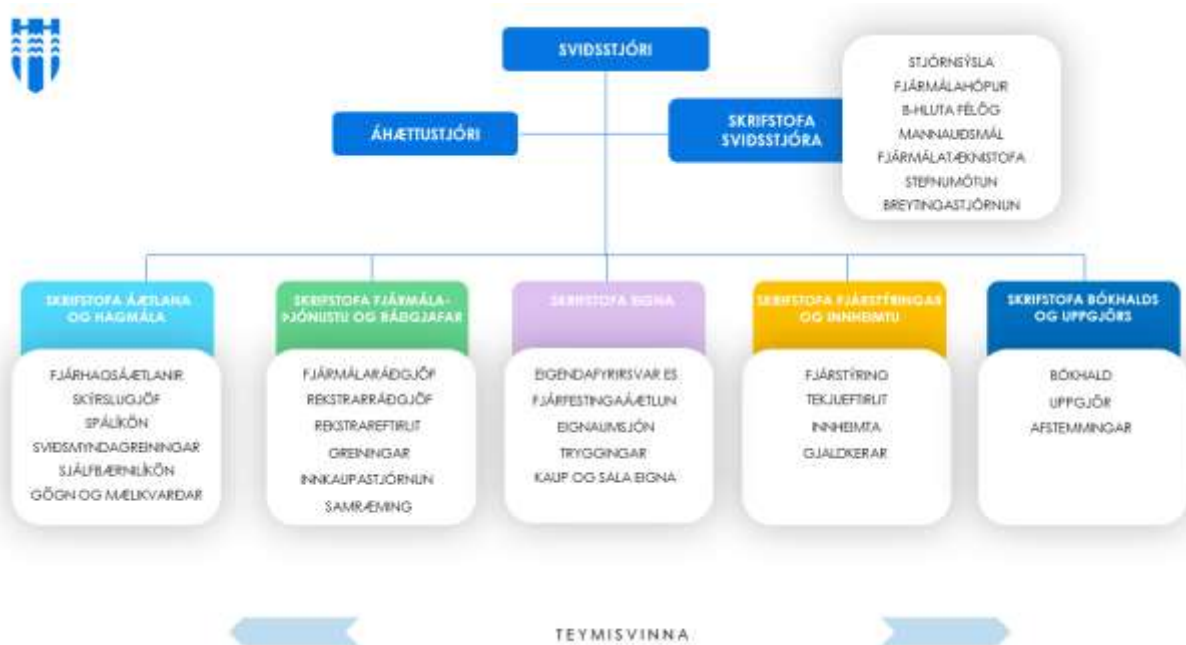 SVIÐSSTJÓRI
ÁHÆTTUSTJÓRI
SKRIFSTOFA
SVIÐSSTJÓRA
STJÓRNSÝSLA
FJÁRMÁLAHÓPUR
B-HLUTA FÉLÖG
MANNAUÐSMÁL
FJÁRMÁLATÆKNISTOFA
STEFNUMÓTUN
BREYTINGASTJÓRNUN
SKRIFSTOFA ÁÆTLANA
OG HAGMÁLA
FJÁRHAGSÁÆTLANIR
SKÝRSLUGJÖF
SPÁLÍKÖN
SVIÐSMYNDAGREININGAR
SJÁLFBÆRNILÍKÖN
GÖGN OG MÆLIKVARÐAR
SKRIFSTOFA FJÁRMÁLA-
ÞJÓNUSTU OG RÁÐGJAFAR
FJÁRMÁLARÁÐGJÖF
REKSTRARRÁÐGJÖF
REKSTRAREFTIRLIT
GREININGAR
INNKAUPASTJÓRNUN
SAMRÆMING
SKRIFSTOFA EIGNA
EIGENDAFYRIRSVAR ES
FJÁRFESTINGAÁÆTLUN
EIGNAUMSJÓN
TRYGGINGAR
KAUP OG SALA EIGNA
SKRIFSTOFA FJÁRSTÝRINGAR
OG INNHEIMTU
FJÁRSTÝRING
TEKJUEFTIRLIT
INNHEIMTA
GJALDKERAR
SKRIFSTOFA BÓKHALDS
OG UPPGJÖRS
BÓKHALD
UPPGJÖR
AFSTEMMINGAR
TEYMISVINNA